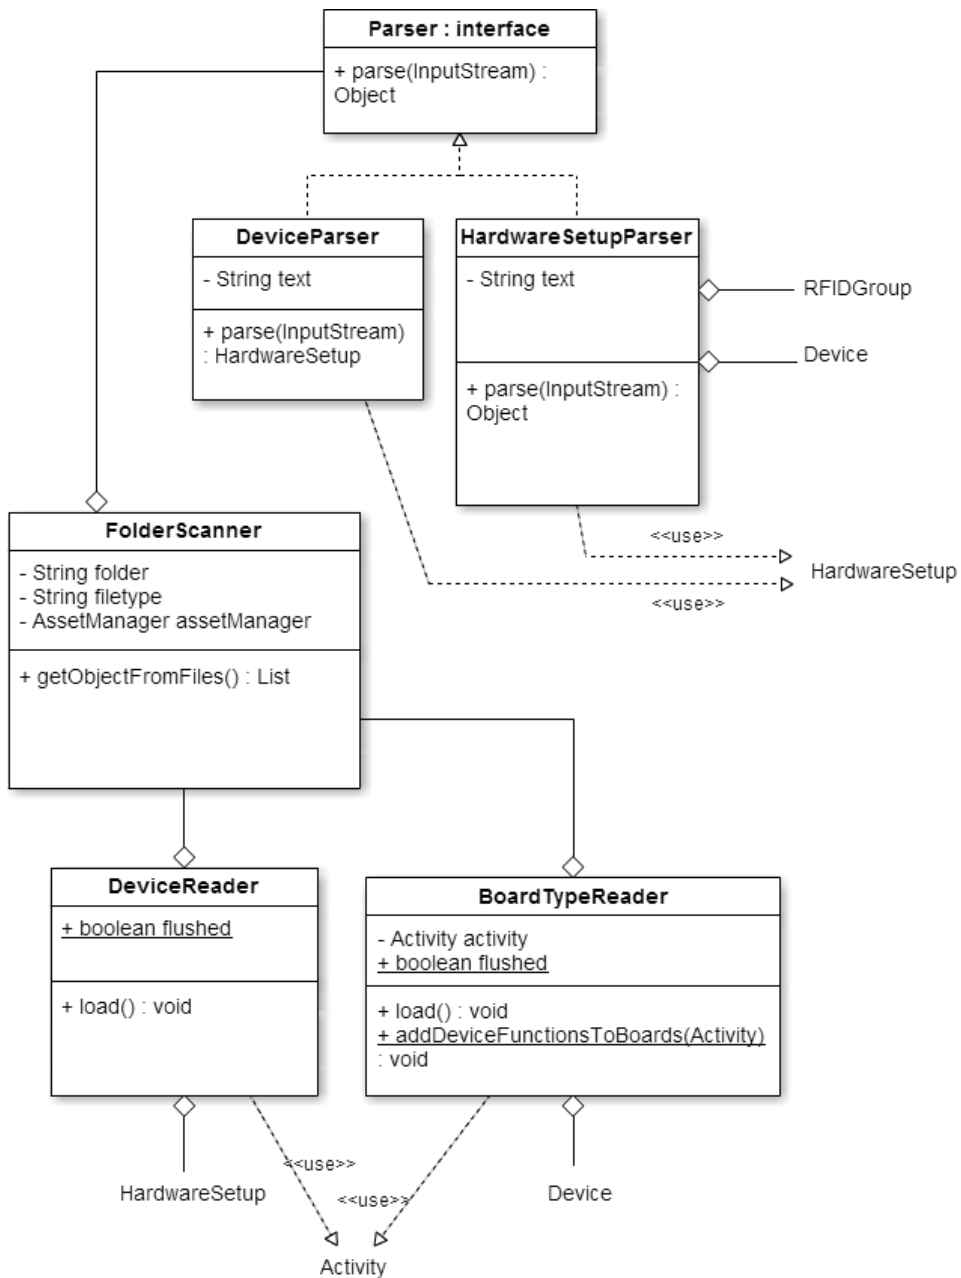 Parser : interface
+ parse(InputStream) :
Object
DeviceParser
- String text
+ parse(InputStream)
: HardwareSetup
HardwareSetupParser
- String text
+ parse(InputStream) :
Object
RFIDGroup
Device
<<use>>
HardwareSetup
<<use>>
FolderScanner
- String folder
- String filetype
- AssetManager assetManager
+ getObjectFromFiles() : List
DeviceReader
+ boolean flushed
+ load() : void
BoardTypeReader
- Activity activity
+ boolean flushed
+ load() : void
+ addDeviceFunctionsToBoards(Activity)
: void
<<use>>
HardwareSetup
<<use>>
Device
Activity